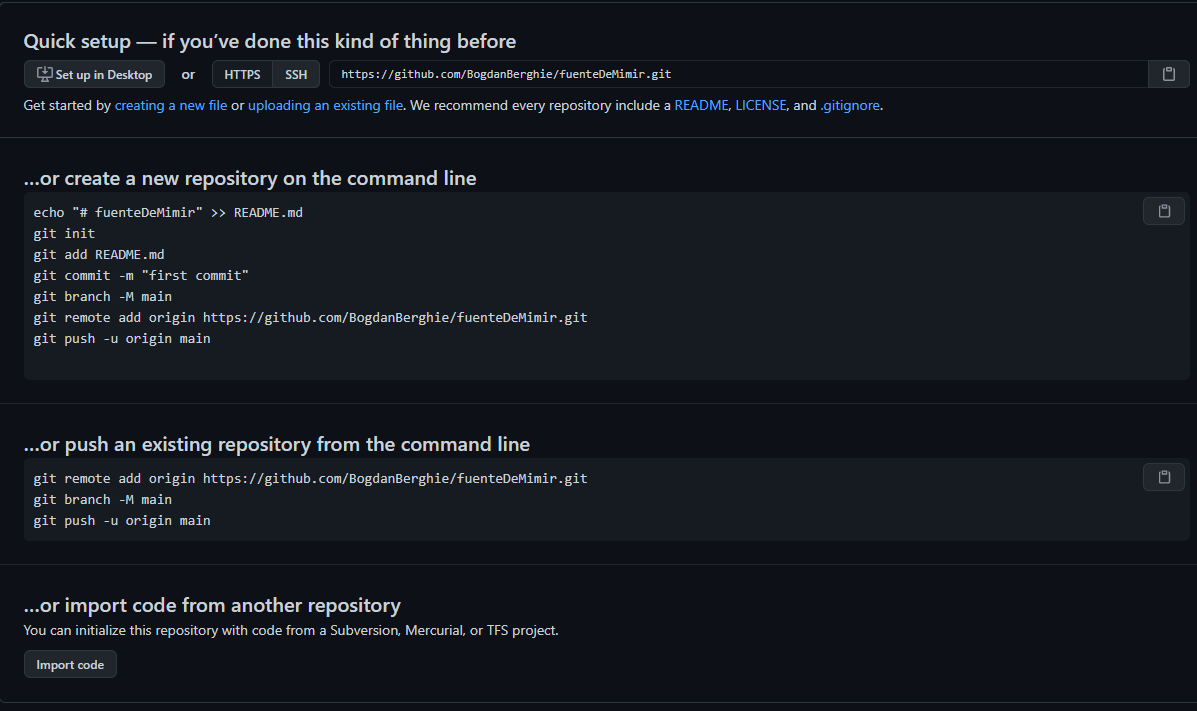 Quick setup — if you’ve done this kind of thing before
Set up in Desktop or HTTPS SSH https://github.com/BogdanBerghie/fuenteDeMimir.git
Get started by creating a new file or uploading an existing file. We recommend every repository include a README, LICENSE, and .gitignore.
…or create a new repository on the command line
echo "# fuenteDeMimir" >> README.md
git init
git add README.md
git commit -m "first commit"
git branch -M main
git remote add origin https://github.com/BogdanBerghie/fuenteDeMimir.git
git push -u origin main
…or push an existing repository from the command line
git remote add origin https://github.com/BogdanBerghie/fuenteDeMimir.git
git branch -M main
git push -u origin main
…or import code from another repository
You can initialize this repository with code from a Subversion, Mercurial, or TFS project.
Import code